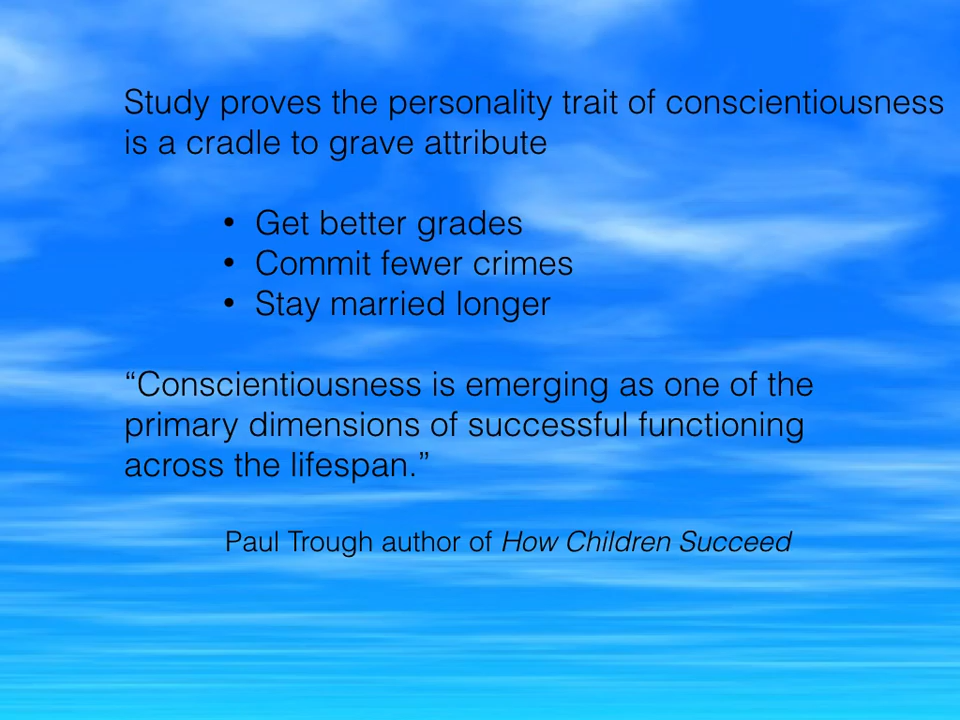 Study proves the personality trait of conscientiousness
is a cradle to grave attribute
• Get better grades
• Commit fewer crimes
• Stay married longer
“Conscientiousness is emerging as one of the
primary dimensions of successful functioning
across the lifespan.”
Paul Trough author of How Children Succeed